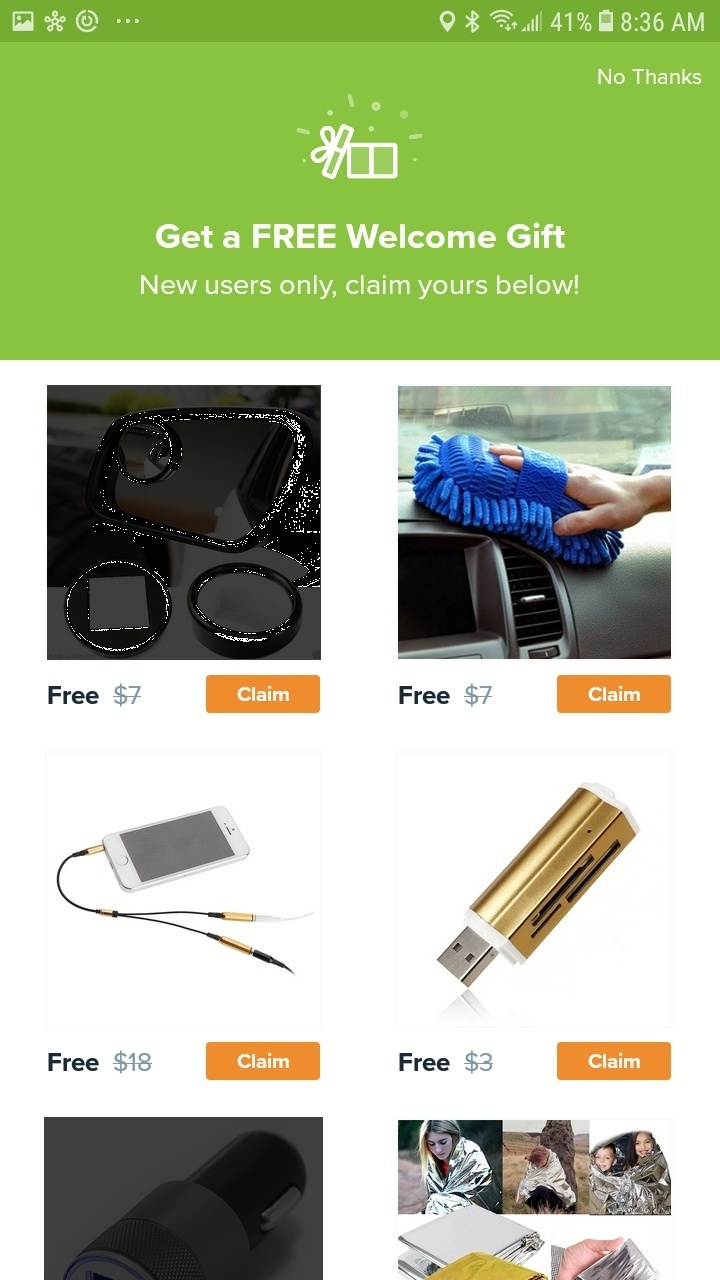 41% 8:36 AM
No Thanks
Get a FREE Welcome Gift
New users only, claim yours below!
Free $7 Claim
Free $7 Claim
Free $18 Claim
Free $3 Claim